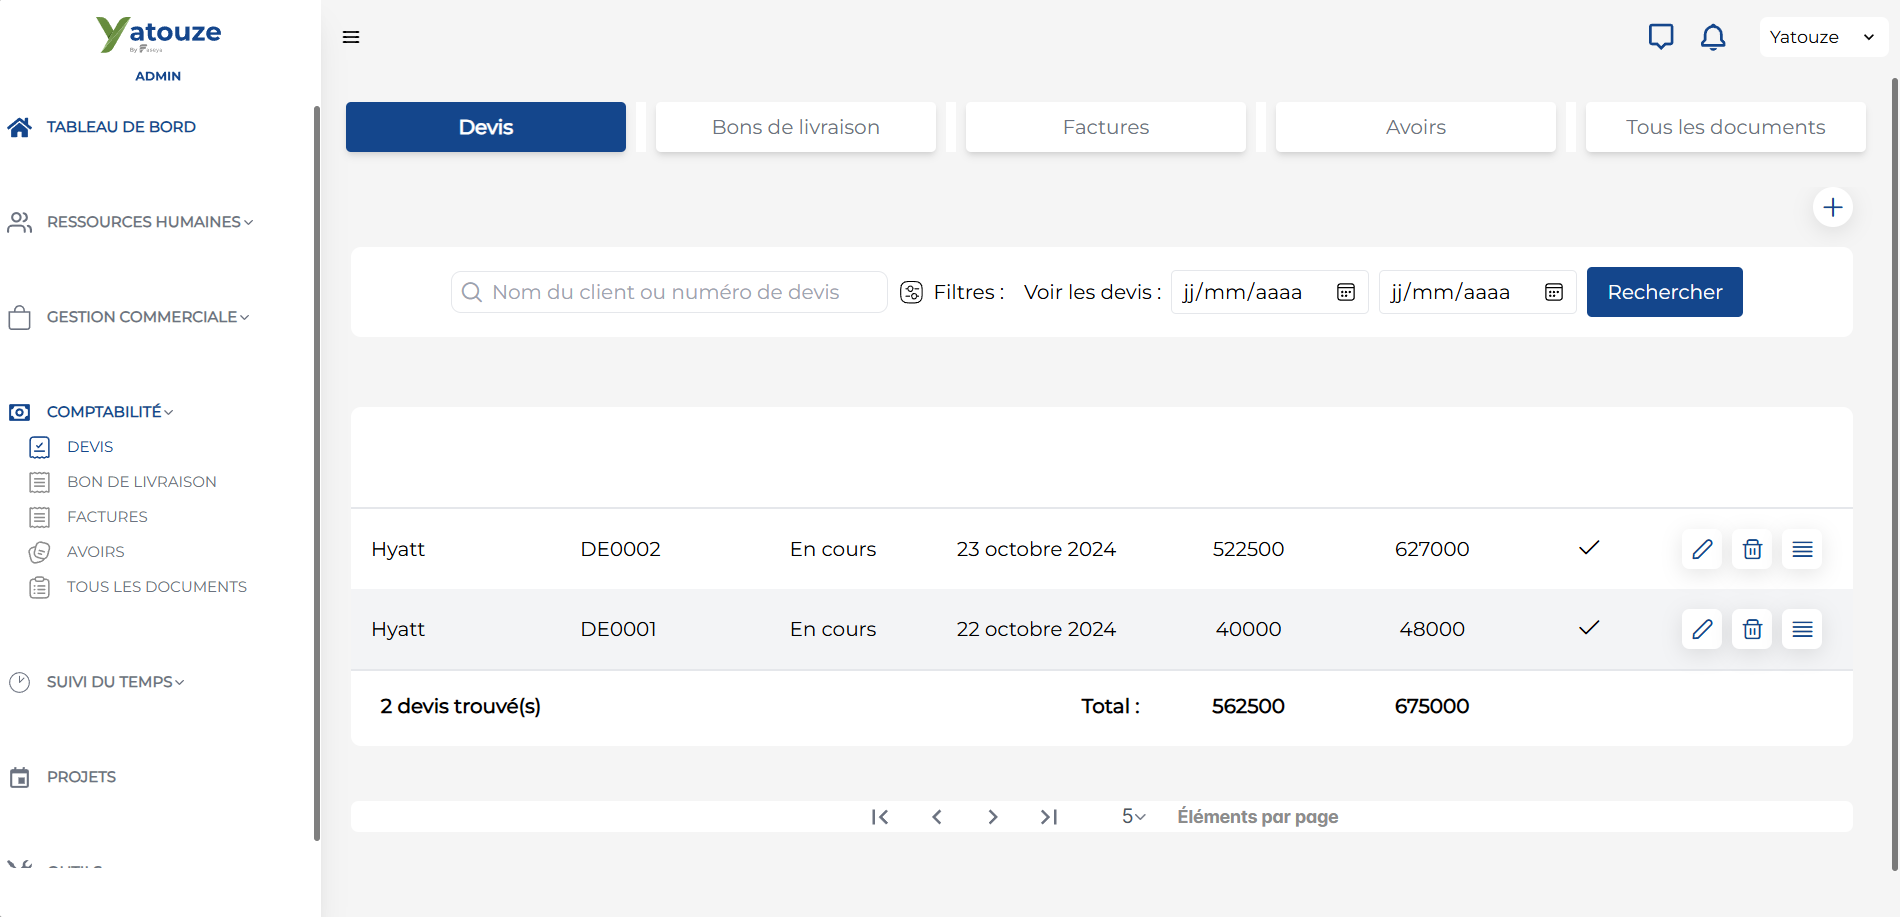 Yatouze
By Faseya
ADMIN
TABLEAU DE BORD
RESSOURCES HUMAINES
GESTION COMMERCIALE
COMPTABILITÉ
DEVIS
BON DE LIVRAISON
FACTURES
AVOIRS
TOUS LES DOCUMENTS
SUIVI DU TEMPS
PROJETS
Yatouze
Devis
Bons de livraison
Factures
Avoirs
Tous les documents
Nom du client ou numéro de devis
Filtres :
Voir les devis :
jj/mm/aaaa
jj/mm/aaaa
Rechercher
Hyatt DE0002 En cours 23 octobre 2024 522500 627000
Hyatt DE0001 En cours 22 octobre 2024 40000 48000
2 devis trouvé(s) Total : 562500 675000
5 Éléments par page